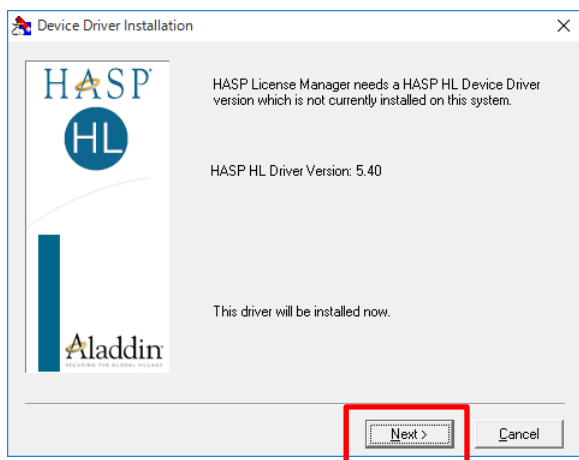 Device Driver Installation
HASP
HL
HASP License Manager needs a HASP HL Device Driver
version which is not currently installed on this system.
HASP HL Driver Version: 5.40
This driver will be installed now.
Aladdin
SECURING THE GLOBAL VILLAGE
Next >
Cancel